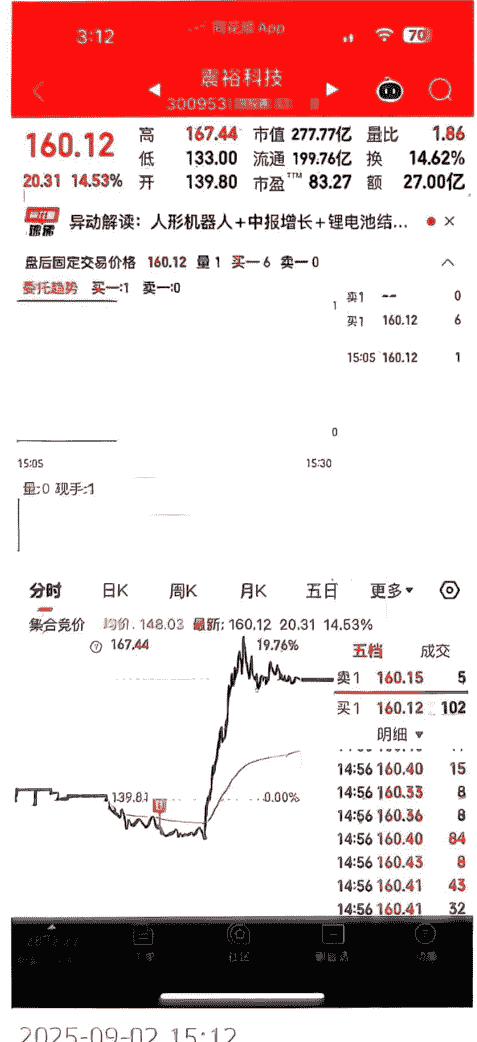 3:12 同花顺 App 70
震裕科技
300953
160.12 高 167.44 市值 277.77亿 量比 1.86
低 133.00 流通 199.76亿 换 14.62%
20.31 14.53% 开 139.80 市盈™ 83.27 额 27.00亿
异动解读：人形机器人+中报增长+锂电池结...
盘后固定交易价格 160.12 量 1 买一 6 卖一 0
委托趋势 买一:1 卖一:0
1 卖1 -- 0
买1 160.12 6
15:05 160.12 1
0
15:05 15:30
量:0 现手:1
分时 日K 周K 月K 五日 更多
集合竞价 均价: 148.03 最新: 160.12 20.31 14.53%
167.44 19.76% 五档 成交
卖1 160.15 5
买1 160.12 102
明细
14:56 160.40 15
139.81 0.00% 14:56 160.33 8
14:56 160.36 8
14:56 160.40 84
14:56 160.43 8
14:56 160.41 43
14:56 160.41 32
2025-09-02 15:12